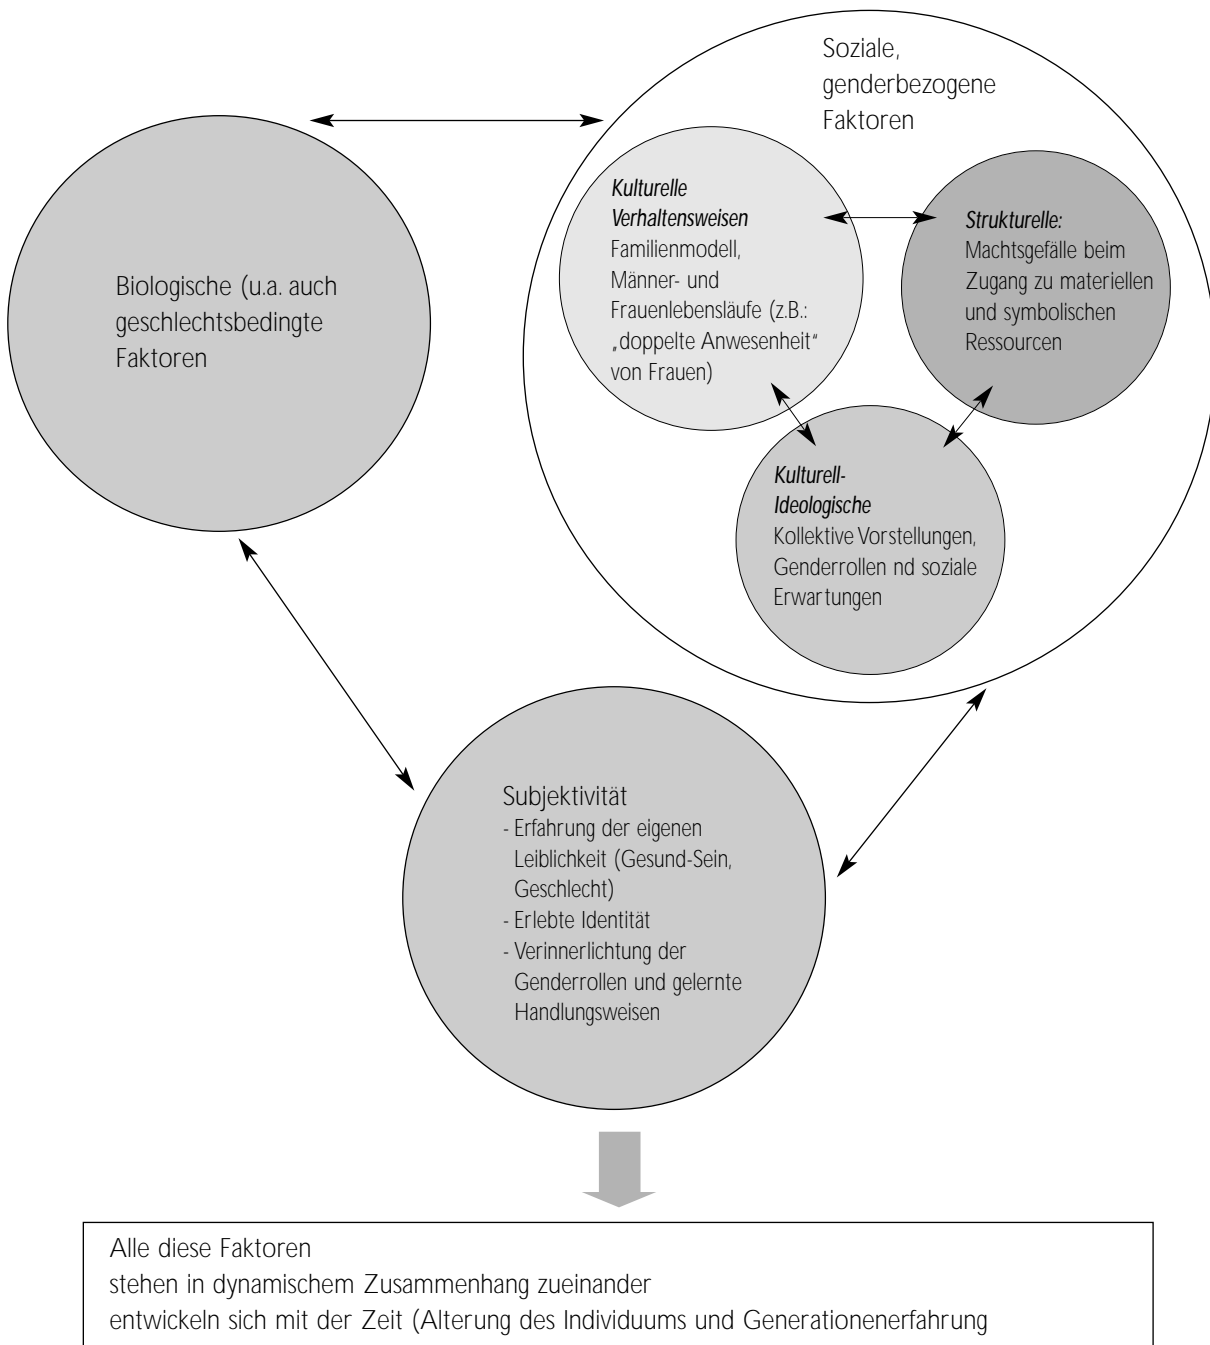 Soziale,
genderbezogene
Faktoren
Biologische (u.a. auch
geschlechtsbedingte
Faktoren
Kulturelle
Verhaltensweisen
Familienmodell,
Männer- und
Frauenlebensläufe (z.B.:
„doppelte Anwesenheit"
von Frauen)
Strukturelle:
Machtsgefälle beim
Zugang zu materiellen
und symbolischen
Ressourcen
Kulturell-
Ideologische
Kollektive Vorstellungen,
Genderrollen nd soziale
Erwartungen
Subjektivität
- Erfahrung der eigenen
Leiblichkeit (Gesund-Sein,
Geschlecht)
- Erlebte Identität
- Verinnerlichtung der
Genderrollen und gelernte
Handlungsweisen
Alle diese Faktoren
stehen in dynamischem Zusammenhang zueinander
entwickeln sich mit der Zeit (Alterung des Individuums und Generationenerfahrung